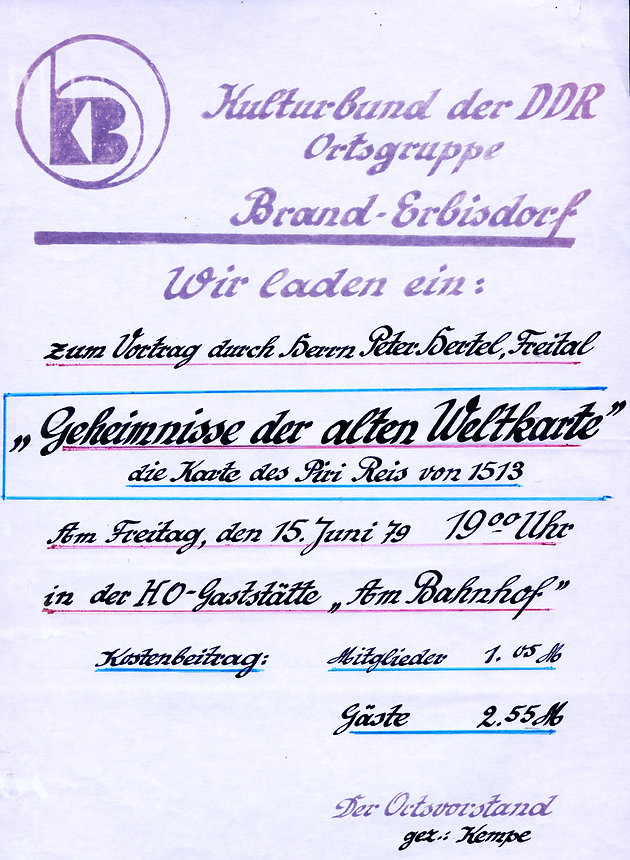 KB
Kulturbund der DDR
Ortsgruppe
Brand-Erbisdorf
Wir laden ein:
zum Vortrag durch Herrn Peter Hertel, Freital
„Geheimnisse der alten Weltkarte”
die Karte des Piri Reis von 1513
Am Freitag, den 15. Juni 79 19⁰⁰ Uhr
in der HO-Gaststätte „Am Bahnhof”
Kostenbeitrag: Mitglieder 1.05 M
Gäste 2.55 M
Der Ortsvorstand
gez.: Kempe